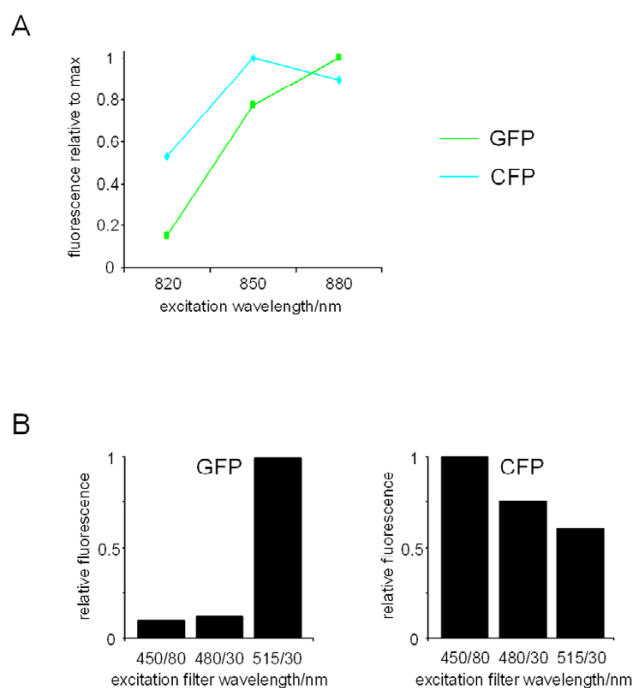 A
fluorescence relative to max
1
0.8
0.6
0.4
0.2
0
820 850 880
excitation wavelength/nm
GFP
CFP
B
relative fluorescence
1
0.5
0
GFP
450/80 480/30 515/30
excitation filter wavelength/nm
relative fluorescence
1
0.5
0
CFP
450/80 480/30 515/30
excitation filter wavelength/nm